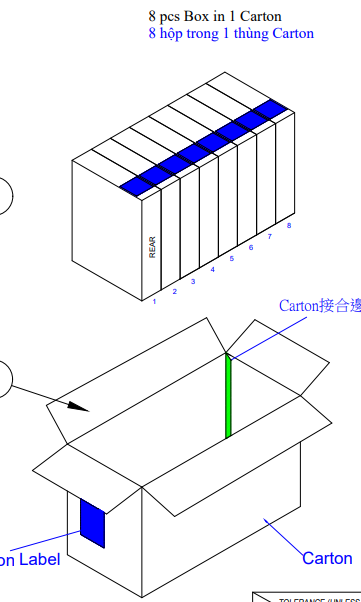 8 pcs Box in 1 Carton
8 hộp trong 1 thùng Carton
REAR
1
2
3
4
5
6
7
8
Carton接合邊
on Label
Carton
TOLERANCE (UNLESS